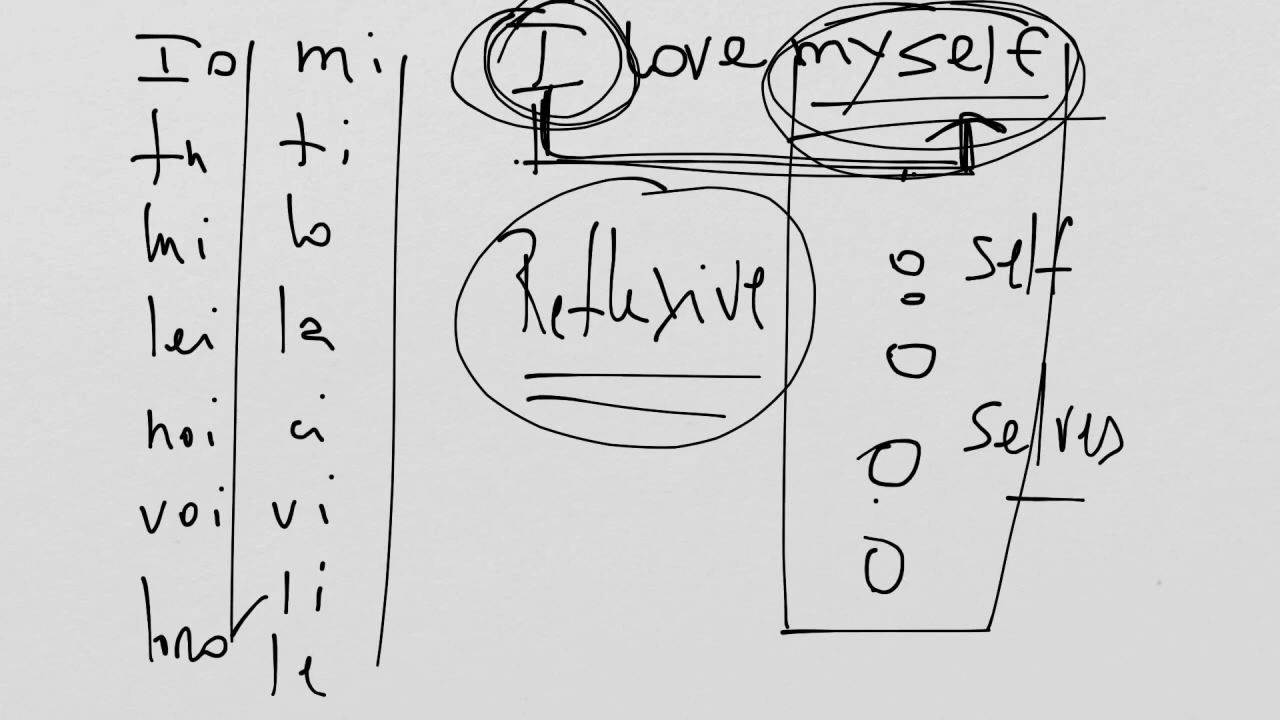 Io mi I love myself
tu ti
lui lo
Reflexive
self
lei la
noi ci
selves
voi vi
loro li
le